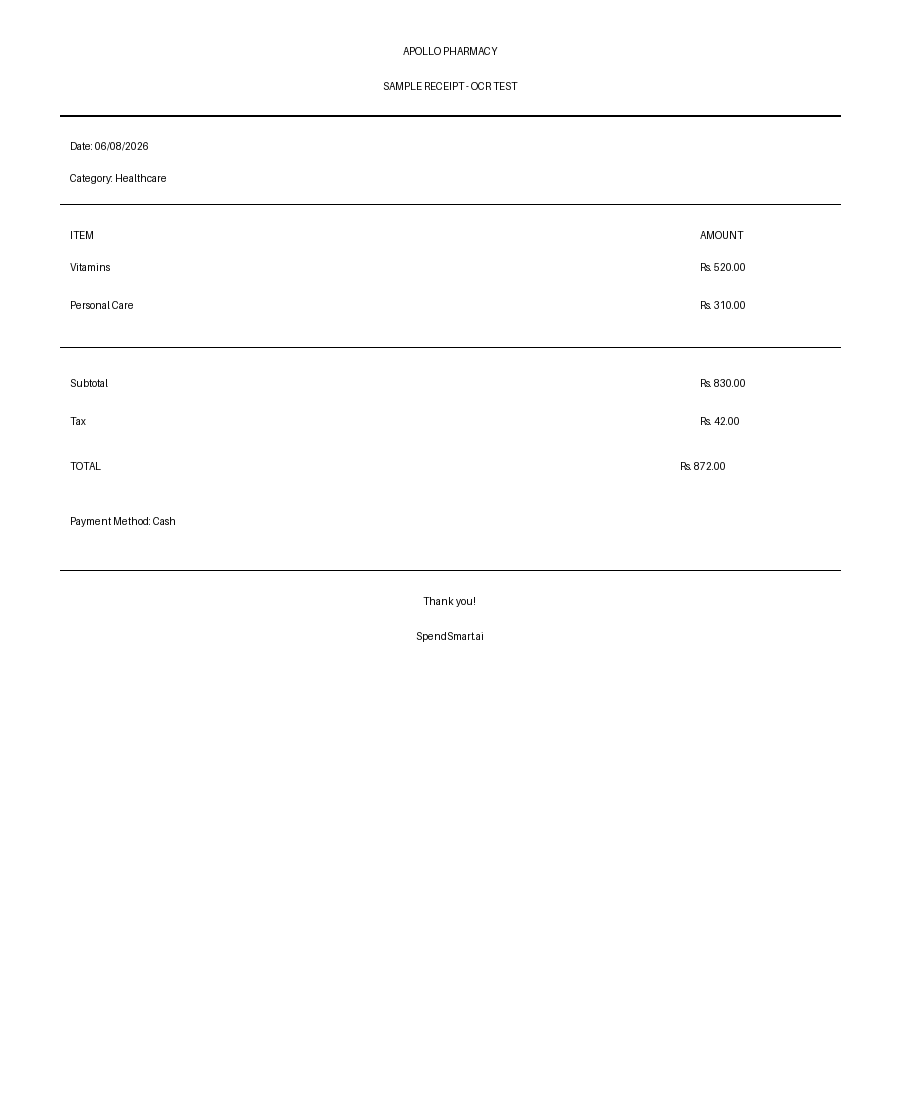 APOLLO PHARMACY
SAMPLE RECEIPT - OCR TEST
Date: 06/08/2026
Category: Healthcare
ITEM AMOUNT
Vitamins Rs. 520.00
Personal Care Rs. 310.00
Subtotal Rs. 830.00
Tax Rs. 42.00
TOTAL Rs. 872.00
Payment Method: Cash
Thank you!
SpendSmart.ai